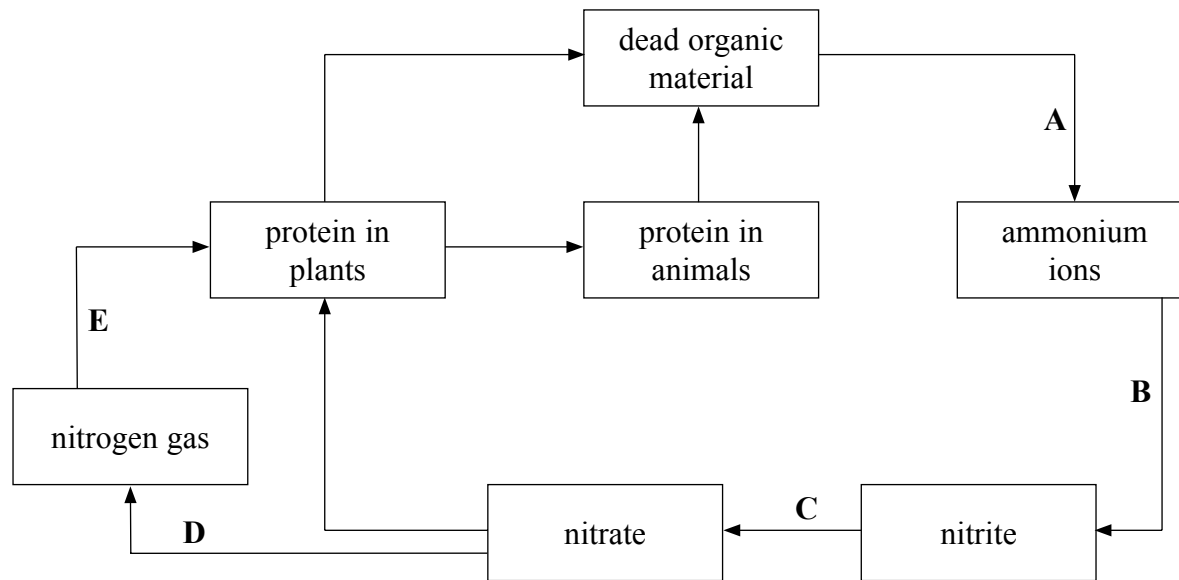 dead organic
material
A
protein in
plants
protein in
animals
ammonium
ions
E
B
nitrogen gas
D
nitrate
C
nitrite